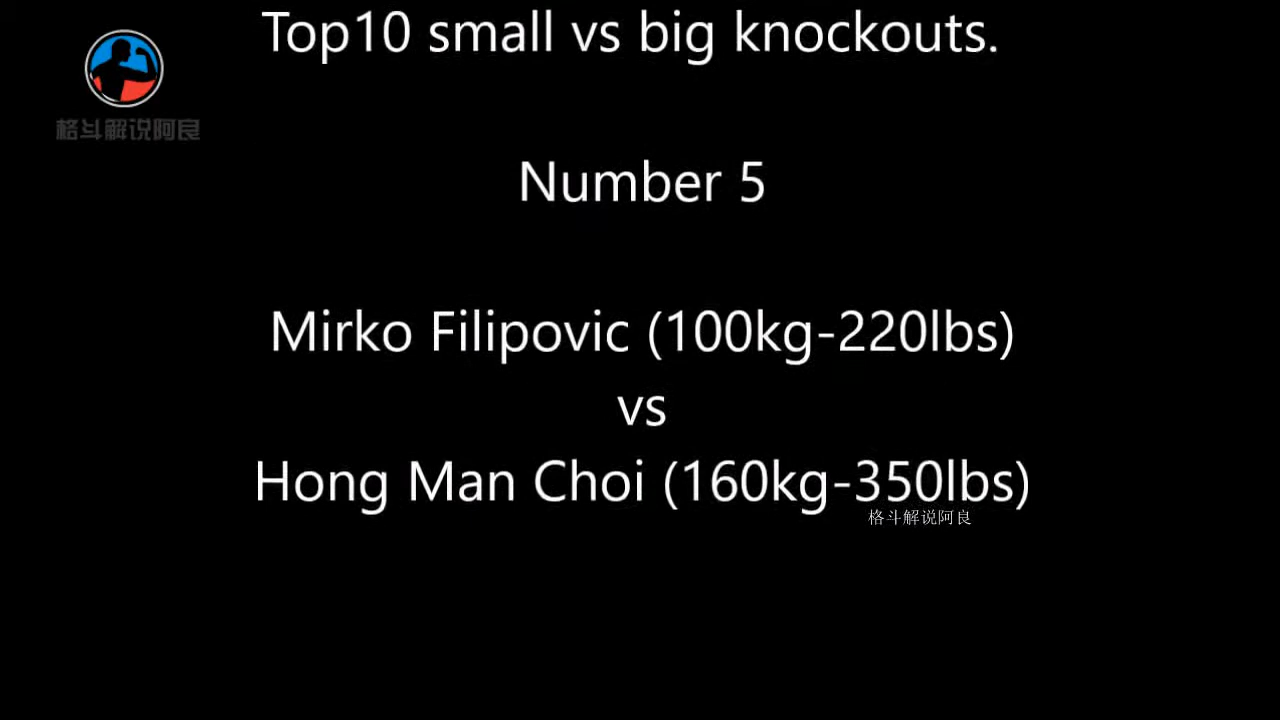 Top10 small vs big knockouts.
格斗解说阿良
Number 5
Mirko Filipovic (100kg-220lbs)
vs
Hong Man Choi (160kg-350lbs)
格斗解说阿良